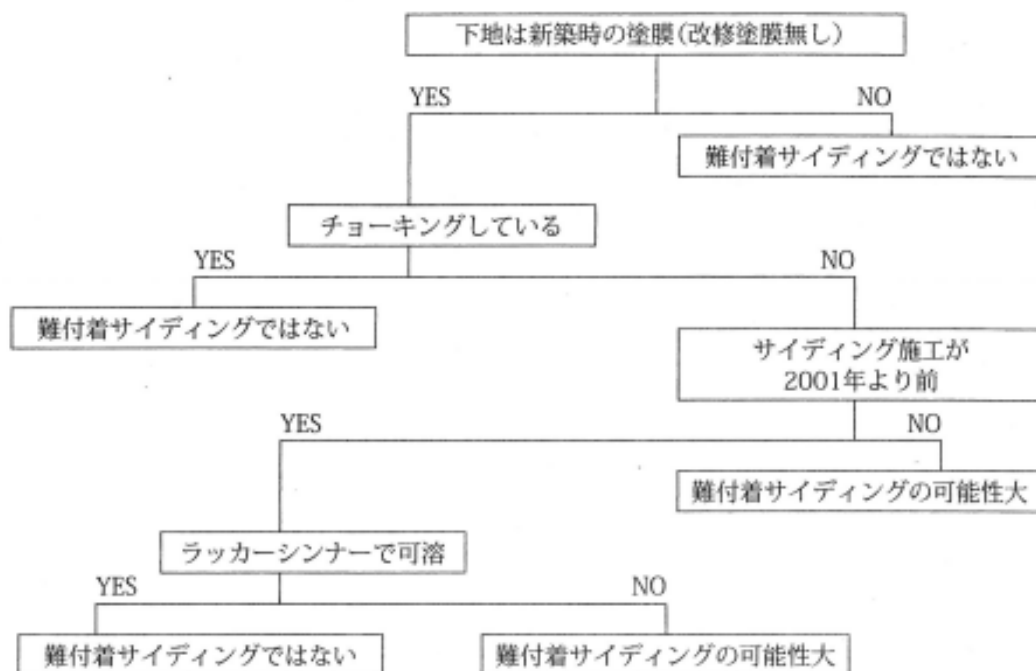 下地は新築時の塗膜(改修塗膜無し)
YES
NO
難付着サイディングではない
チョーキングしている
YES
NO
難付着サイディングではない
サイディング施工が
2001年より前
YES
NO
難付着サイディングの可能性大
ラッカーシンナーで可溶
YES
NO
難付着サイディングではない
難付着サイディングの可能性大